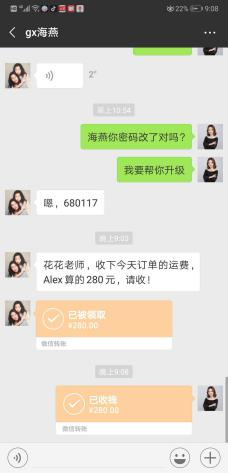 4G
22%
9:08
gx海燕
2"
晚上10:54
海燕你密码改了对吗?
我要帮你升级
嗯,680117
晚上9:03
花花老师,收下今天订单的运费,
Alex算的280元,请收!
已被领取
¥280.00
微信转账
晚上9:06
已收钱
¥280.00
微信转账